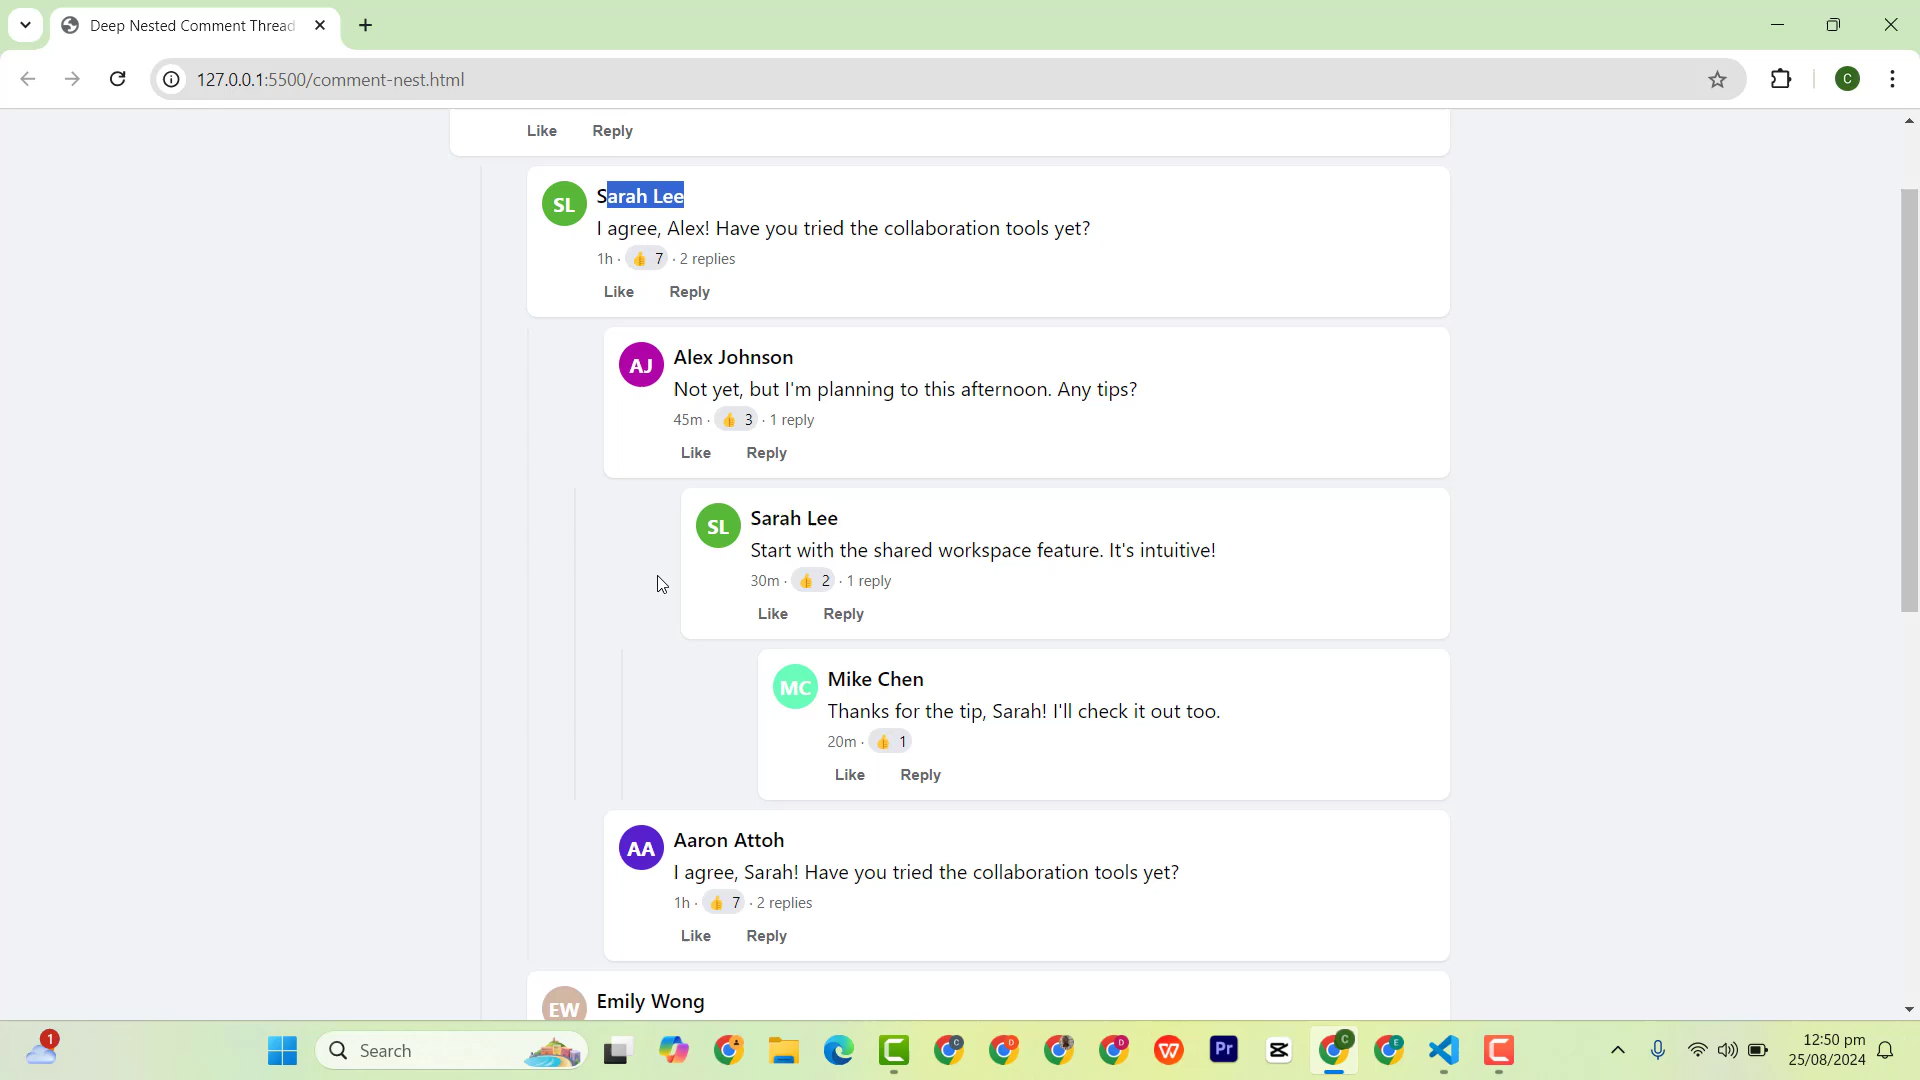 Deep Nested Comment Thread
127.0.0.1:5500/comment-nest.html
C
Like Reply
SL
Sarah Lee
I agree, Alex! Have you tried the collaboration tools yet?
1h · 👍 7 · 2 replies
Like Reply
AJ
Alex Johnson
Not yet, but I'm planning to this afternoon. Any tips?
45m · 👍 3 · 1 reply
Like Reply
SL
Sarah Lee
Start with the shared workspace feature. It's intuitive!
30m · 👍 2 · 1 reply
Like Reply
MC
Mike Chen
Thanks for the tip, Sarah! I'll check it out too.
20m · 👍 1
Like Reply
AA
Aaron Attoh
I agree, Sarah! Have you tried the collaboration tools yet?
1h · 👍 7 · 2 replies
Like Reply
EW
Emily Wong
1
Search
C D D W Pr C E
12:50 pm
25/08/2024